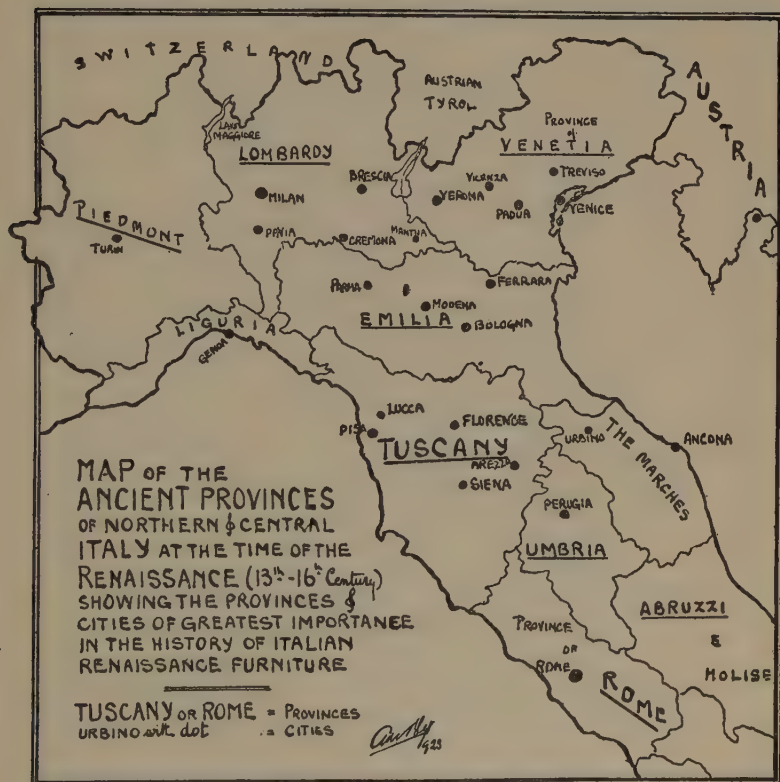 SWITZERLAND
AUSTRIAN
TYROL
AUSTRIA
LAKE
MAGGIORE
LOMBARDY
PROVINCE
of
VENETIA
BRESCIA
MILAN
VERONA
VICENZA
TREVISO
PADUA
VENICE
PIEDMONT
TURIN
PAVIA
CREMONA
MANTUA
PARMA
MODENA
FERRARA
EMILIA
BOLOGNA
LIGURIA
GENOA
LUCCA
PISA
FLORENCE
TUSCANY
AREZZO
SIENA
URBINO
THE MARCHES
ANCONA
PERUGIA
UMBRIA
ABRUZZI
&
MOLISE
PROVINCE
OF
ROME
ROME
MAP OF THE
ANCIENT PROVINCES
OF NORTHERN & CENTRAL
ITALY AT THE TIME OF THE
RENAISSANCE (13th-16th Century)
SHOWING THE PROVINCES &
CITIES OF GREATEST IMPORTANCE
IN THE HISTORY OF ITALIAN
RENAISSANCE FURNITURE
TUSCANY OR ROME = PROVINCES
URBINO with dot = CITIES